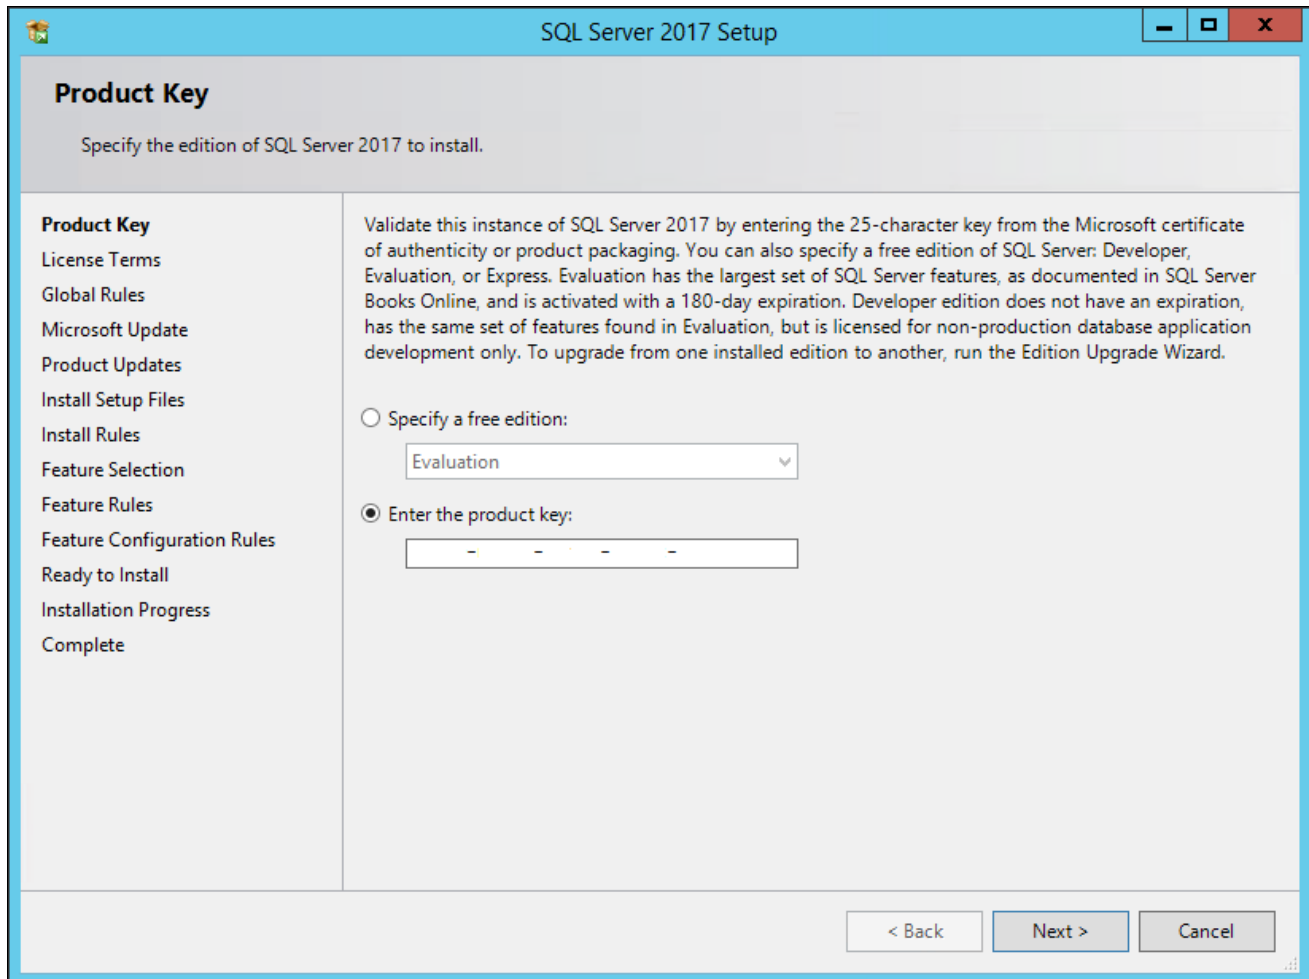 SQL Server 2017 Setup
Product Key
Specify the edition of SQL Server 2017 to install.
Product Key
License Terms
Global Rules
Microsoft Update
Product Updates
Install Setup Files
Install Rules
Feature Selection
Feature Rules
Feature Configuration Rules
Ready to Install
Installation Progress
Complete
Validate this instance of SQL Server 2017 by entering the 25-character key from the Microsoft certificate
of authenticity or product packaging. You can also specify a free edition of SQL Server: Developer,
Evaluation, or Express. Evaluation has the largest set of SQL Server features, as documented in SQL Server
Books Online, and is activated with a 180-day expiration. Developer edition does not have an expiration,
has the same set of features found in Evaluation, but is licensed for non-production database application
development only. To upgrade from one installed edition to another, run the Edition Upgrade Wizard.
Specify a free edition:
Evaluation
Enter the product key:
- - - -
< Back
Next >
Cancel